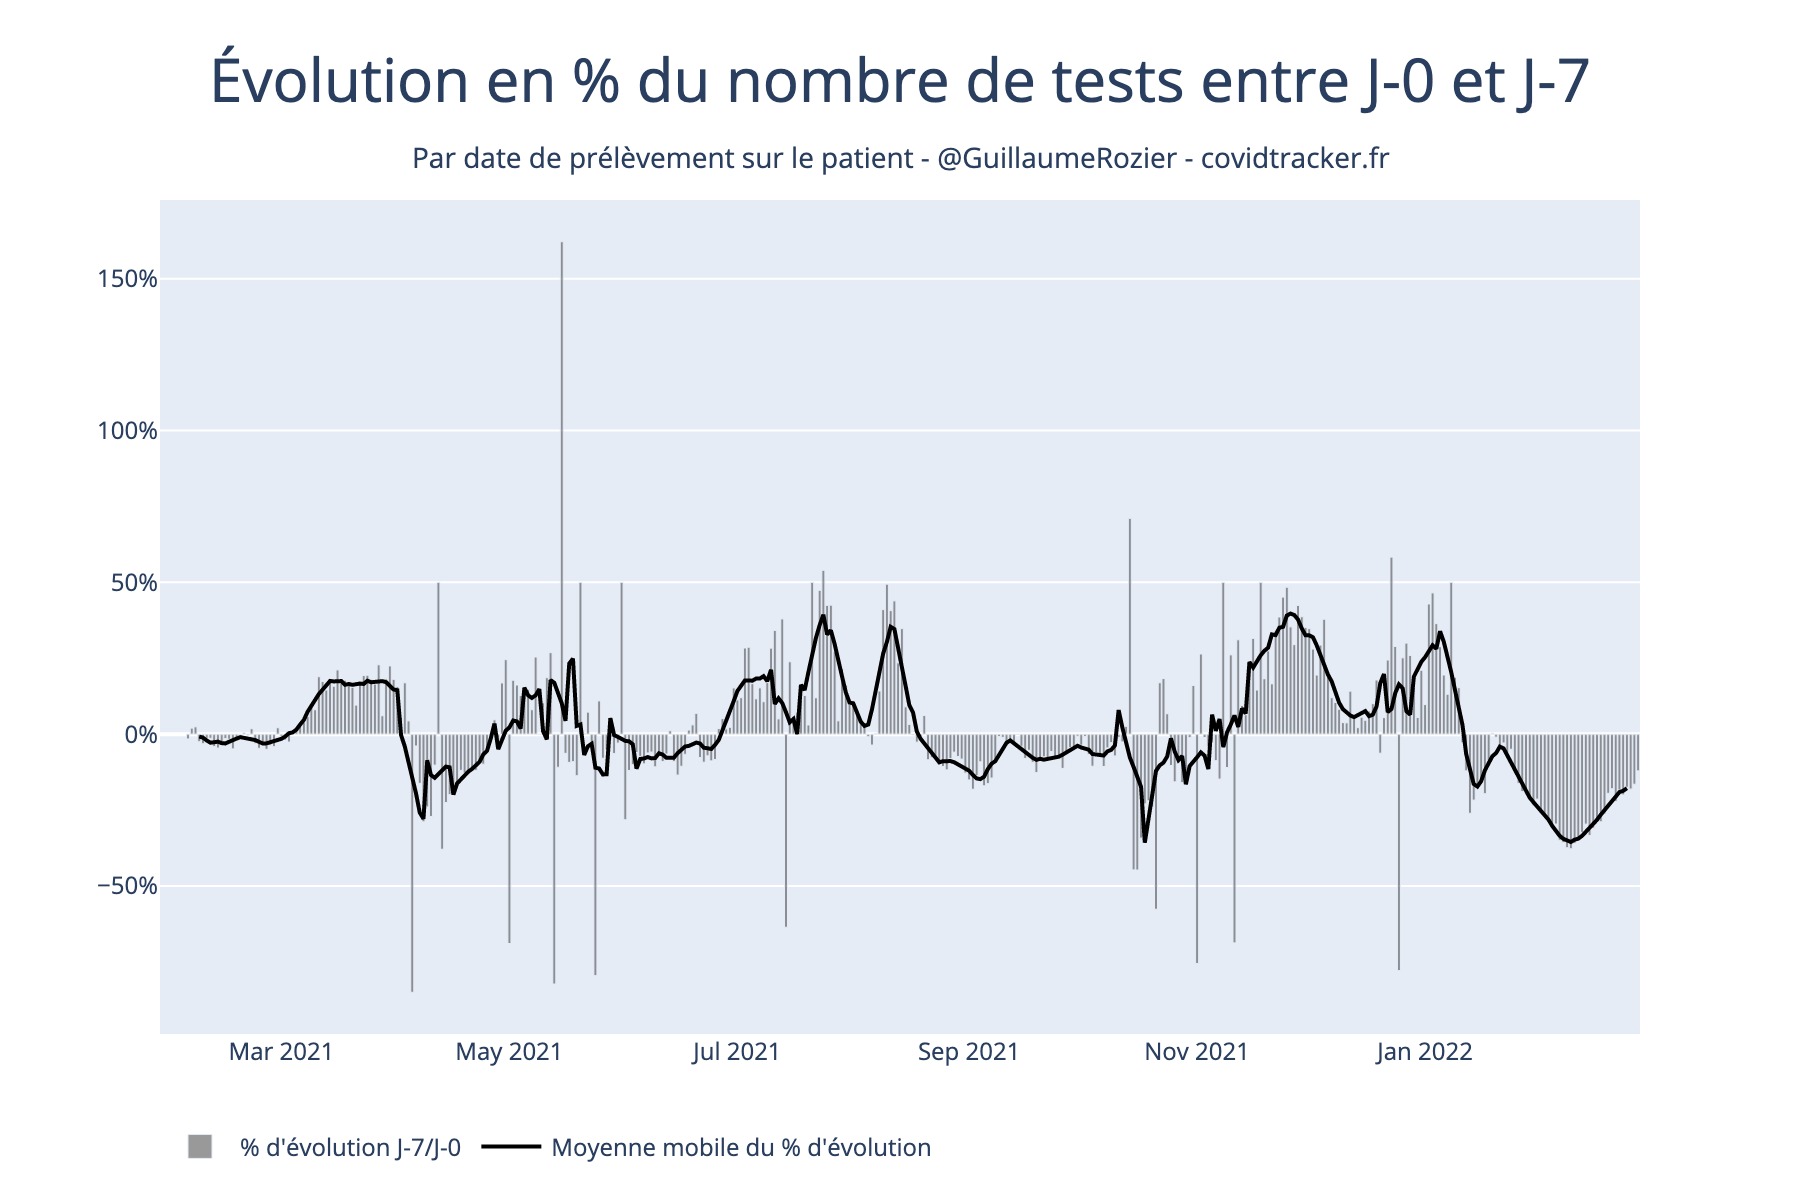 Évolution en % du nombre de tests entre J-0 et J-7
Par date de prélèvement sur le patient - @GuillaumeRozier - covidtracker.fr
150%
100%
50%
0%
−50%
Mar 2021
May 2021
Jul 2021
Sep 2021
Nov 2021
Jan 2022
% d'évolution J-7/J-0
Moyenne mobile du % d'évolution